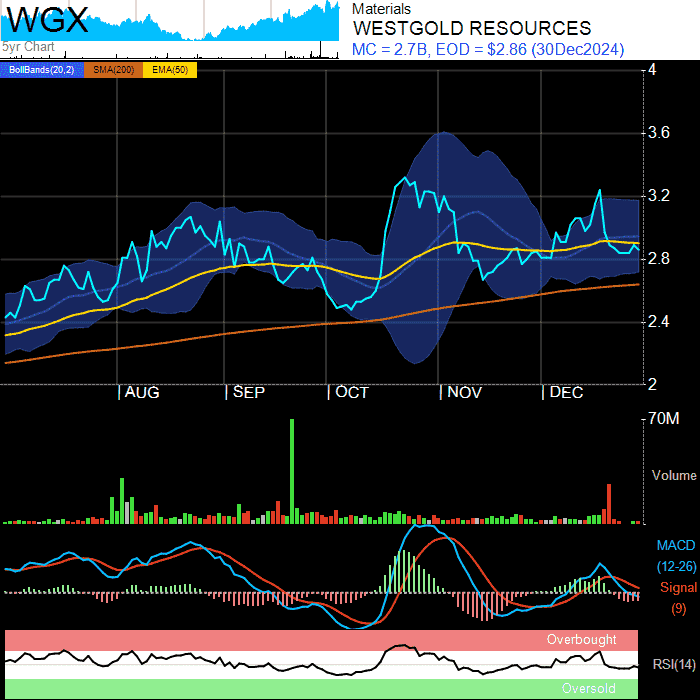 WGX
5yr Chart
Materials
WESTGOLD RESOURCES
MC = 2.7B, EOD = $2.86 (30Dec2024)
BollBands(20,2) SMA(200) EMA(50)
4
3.6
3.2
2.8
2.4
2
AUG SEP OCT NOV DEC
70M
Volume
MACD
(12-26)
Signal
(9)
Overbought
RSI(14)
Oversold